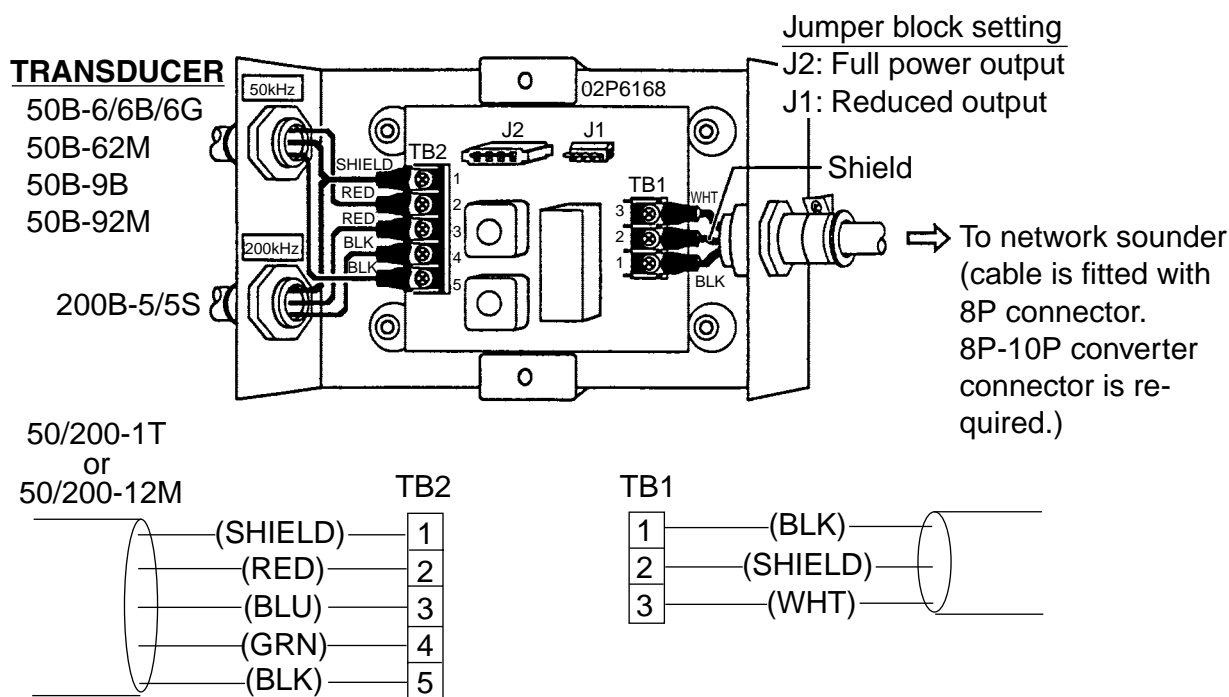 Jumper block setting
J2: Full power output
J1: Reduced output
TRANSDUCER
50B-6/6B/6G
50B-62M
50B-9B
50B-92M
200B-5/5S
50kHz
200kHz
02P6168
J2
J1
TB2
SHIELD
RED
RED
BLK
BLK
1
2
3
4
5
TB1
3
2
1
WHT
BLK
Shield
To network sounder
(cable is fitted with
8P connector.
8P-10P converter
connector is re-
quired.)
50/200-1T
or
50/200-12M
TB2
(SHIELD) 1
(RED) 2
(BLU) 3
(GRN) 4
(BLK) 5
TB1
1 (BLK)
2 (SHIELD)
3 (WHT)